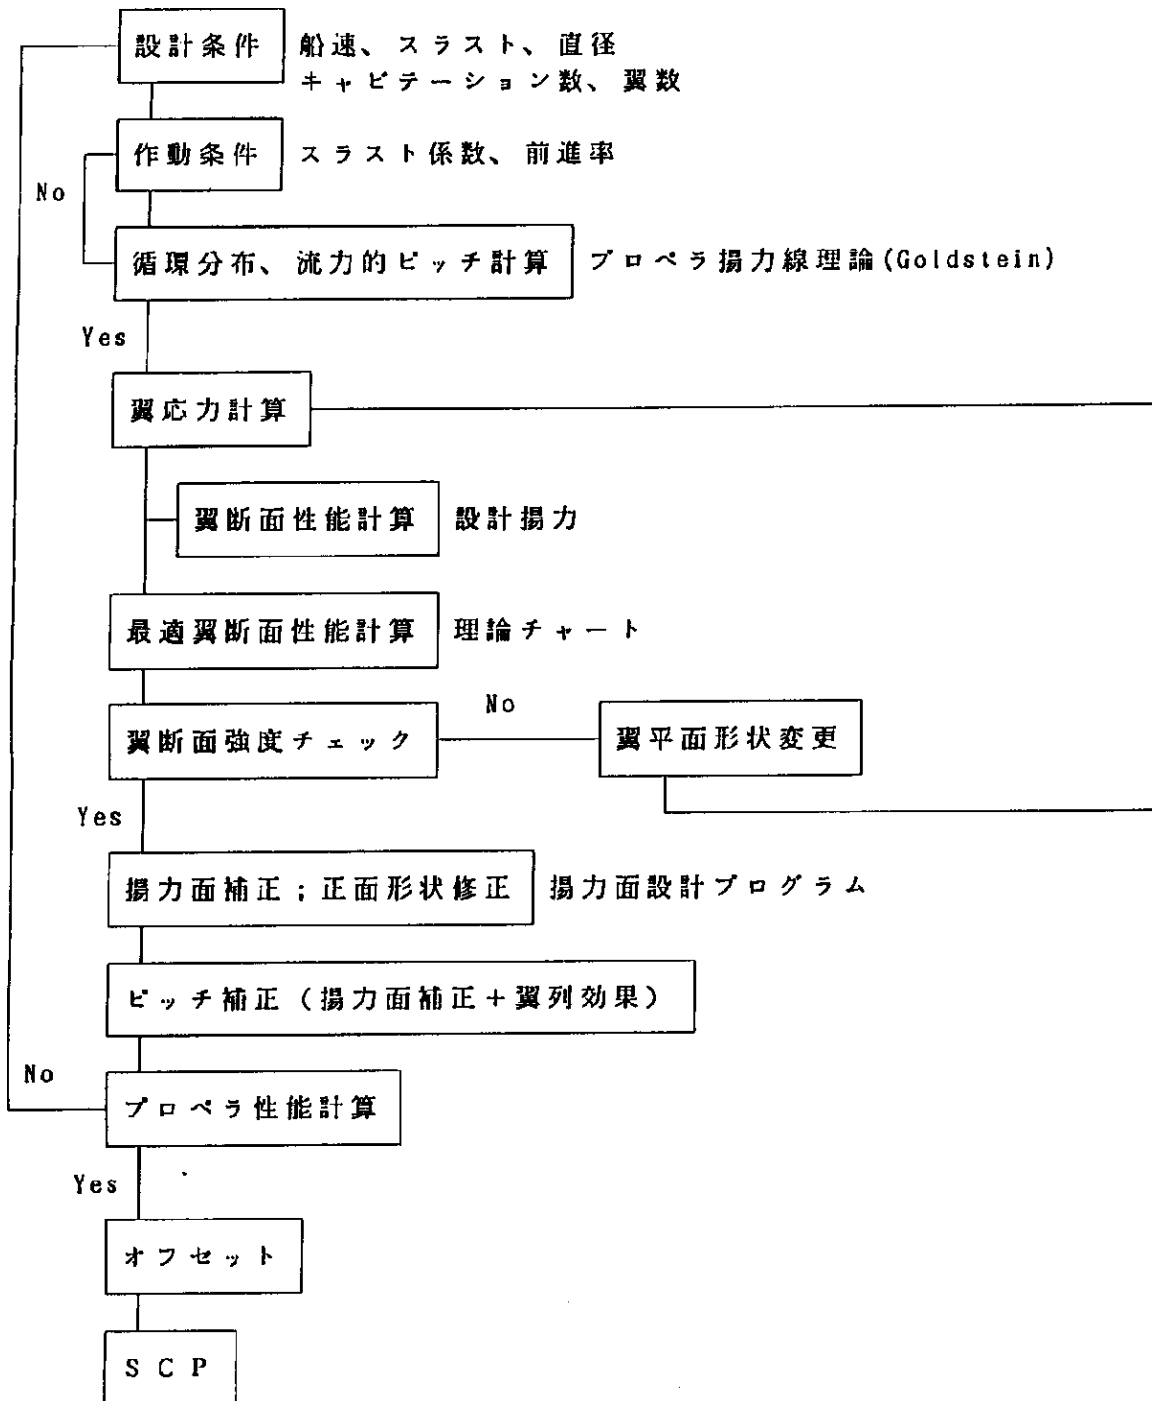 設計条件 船速、スラスト、直径
キャビテーション数、翼数
作動条件 スラスト係数、前進率
No
循環分布、流力的ピッチ計算 プロペラ揚力線理論(Goldstein)
Yes
翼応力計算
翼断面性能計算 設計揚力
最適翼断面性能計算 理論チャート
No
翼断面強度チェック 翼平面形状変更
Yes
揚力面補正;正面形状修正 揚力面設計プログラム
ピッチ補正(揚力面補正+翼列効果)
No
プロペラ性能計算
Yes
オフセット
SCP